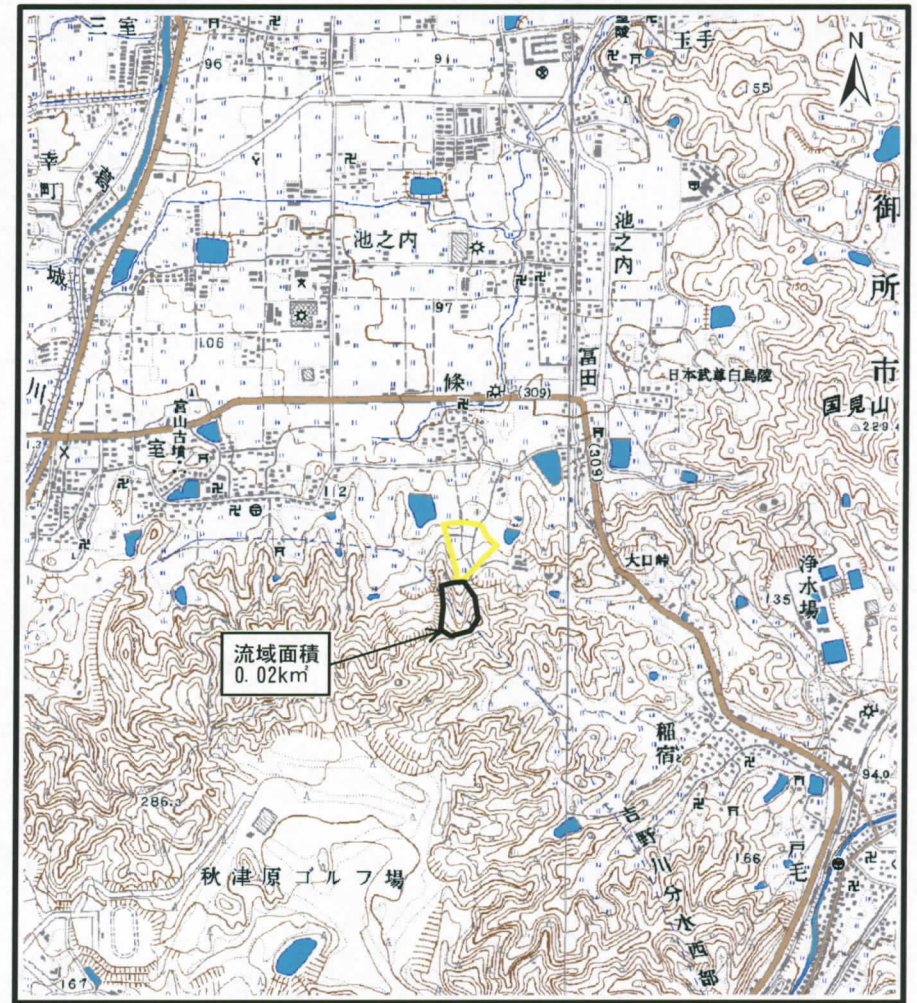 三室
96
91
玉手
N
155
幸町
葛城川
池之内
池之内
御所市
97
106
富田
日本武尊白鳥陵
條
(309)
国見山
229.4
宮山古墳
室
(309)
112
大口峠
浄水場
135
流域面積
0.02km²
稲宿
94.0
286.3
吉野川分水西部
戸毛
166
秋津原ゴルフ場
167